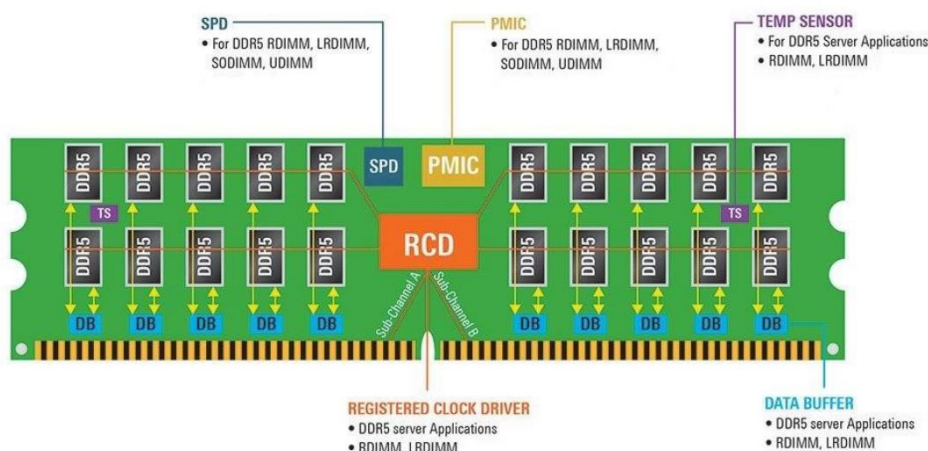 SPD
• For DDR5 RDIMM, LRDIMM,
SODIMM, UDIMM
PMIC
• For DDR5 RDIMM, LRDIMM,
SODIMM, UDIMM
TEMP SENSOR
• For DDR5 Server Applications
• RDIMM, LRDIMM
DDR5 DDR5 DDR5 DDR5 DDR5 SPD PMIC DDR5 DDR5 DDR5 DDR5 DDR5
TS TS
RCD
DDR5 DDR5 DDR5 DDR5 DDR5 DDR5 DDR5 DDR5 DDR5 DDR5
Sub-Channel A Sub-Channel B
DB DB DB DB DB DB DB DB DB DB
REGISTERED CLOCK DRIVER
• DDR5 server Applications
• RDIMM, LRDIMM
DATA BUFFER
• DDR5 server Applications
• RDIMM, LRDIMM